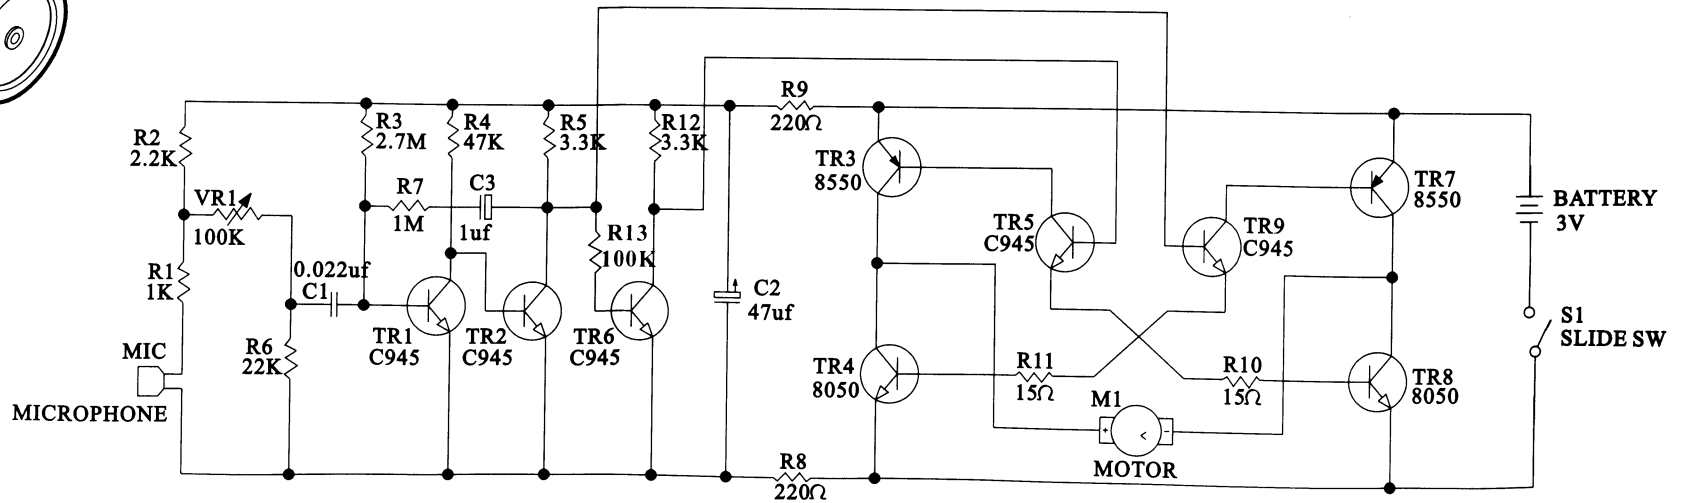 R2
2.2K
VR1
100K
R1
1K
MIC
MICROPHONE
R6
22K
0.022uf
C1
R3
2.7M
R7
1M
R4
47K
C3
1uf
R5
3.3K
R12
3.3K
R13
100K
TR1
C945
TR2
C945
TR6
C945
C2
47uf
R9
220Ω
R8
220Ω
TR3
8550
TR5
C945
TR9
C945
TR7
8550
TR4
8050
R11
15Ω
R10
15Ω
TR8
8050
M1
+
-
MOTOR
BATTERY
3V
S1
SLIDE SW